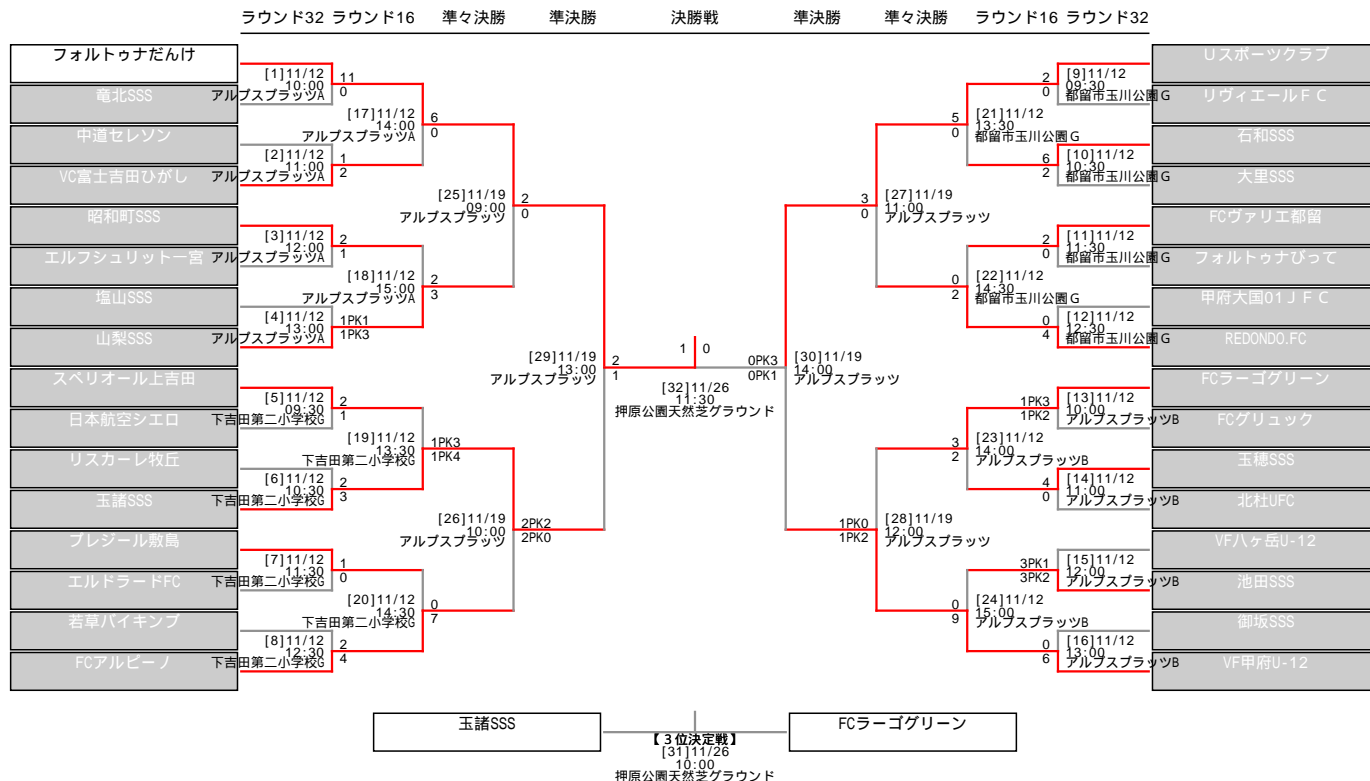 ラウンド32 ラウンド16 準々決勝 準決勝 決勝戦 準決勝 準々決勝 ラウンド16 ラウンド32
フォルトゥナだんけ
竜北SSS
中道セレソン
VC富士吉田ひがし
昭和町SSS
エルフシュリット一宮
塩山SSS
山梨SSS
スペリオール上吉田
日本航空シエロ
リスカーレ牧丘
玉諸SSS
プレジール敷島
エルドラードFC
若草バイキング
FCアルピーノ
[1]11/12
10:00
アルプスプラッツA
11
0
[2]11/12
11:00
アルプスプラッツA
1
2
[3]11/12
12:00
アルプスプラッツA
2
1
[4]11/12
13:00
アルプスプラッツA
1PK1
1PK3
[5]11/12
09:30
下吉田第二小学校G
2
1
[6]11/12
10:30
下吉田第二小学校G
2
3
[7]11/12
11:30
下吉田第二小学校G
1
0
[8]11/12
12:30
下吉田第二小学校G
2
4
[17]11/12
14:00
アルプスプラッツA
6
0
[18]11/12
15:00
アルプスプラッツA
2
3
[19]11/12
13:30
下吉田第二小学校G
1PK3
1PK4
[20]11/12
14:30
下吉田第二小学校G
0
7
[25]11/19
09:00
アルプスプラッツ
2
0
[26]11/19
10:00
アルプスプラッツ
2PK2
2PK0
[29]11/19
13:00
アルプスプラッツ
2
1
1 0
[32]11/26
11:30
押原公園天然芝グラウンド
0PK3
0PK1
[30]11/19
14:00
アルプスプラッツ
3
0
[27]11/19
11:00
アルプスプラッツ
1PK0
1PK2
[28]11/19
12:00
アルプスプラッツ
5
0
[21]11/12
13:30
都留市玉川公園G
0
2
[22]11/12
14:30
都留市玉川公園G
3
2
[23]11/12
14:00
アルプスプラッツB
0
9
[24]11/12
15:00
アルプスプラッツB
2
0
[9]11/12
09:30
都留市玉川公園G
6
2
[10]11/12
10:30
都留市玉川公園G
2
0
[11]11/12
11:30
都留市玉川公園G
0
4
[12]11/12
12:30
都留市玉川公園G
1PK3
1PK2
[13]11/12
10:00
アルプスプラッツB
4
0
[14]11/12
11:00
アルプスプラッツB
3PK1
3PK2
[15]11/12
12:00
アルプスプラッツB
0
6
[16]11/12
13:00
アルプスプラッツB
Uスポーツクラブ
リヴィエールFC
石和SSS
大里SSS
FCヴァリエ都留
フォルトゥナびって
甲府大国01JFC
REDONDO.FC
FCラーゴグリーン
FCグリュック
玉穂SSS
北杜UFC
VF八ヶ岳U-12
池田SSS
御坂SSS
VF甲府U-12
玉諸SSS
FCラーゴグリーン
【3位決定戦】
[31]11/26
10:00
押原公園天然芝グラウンド